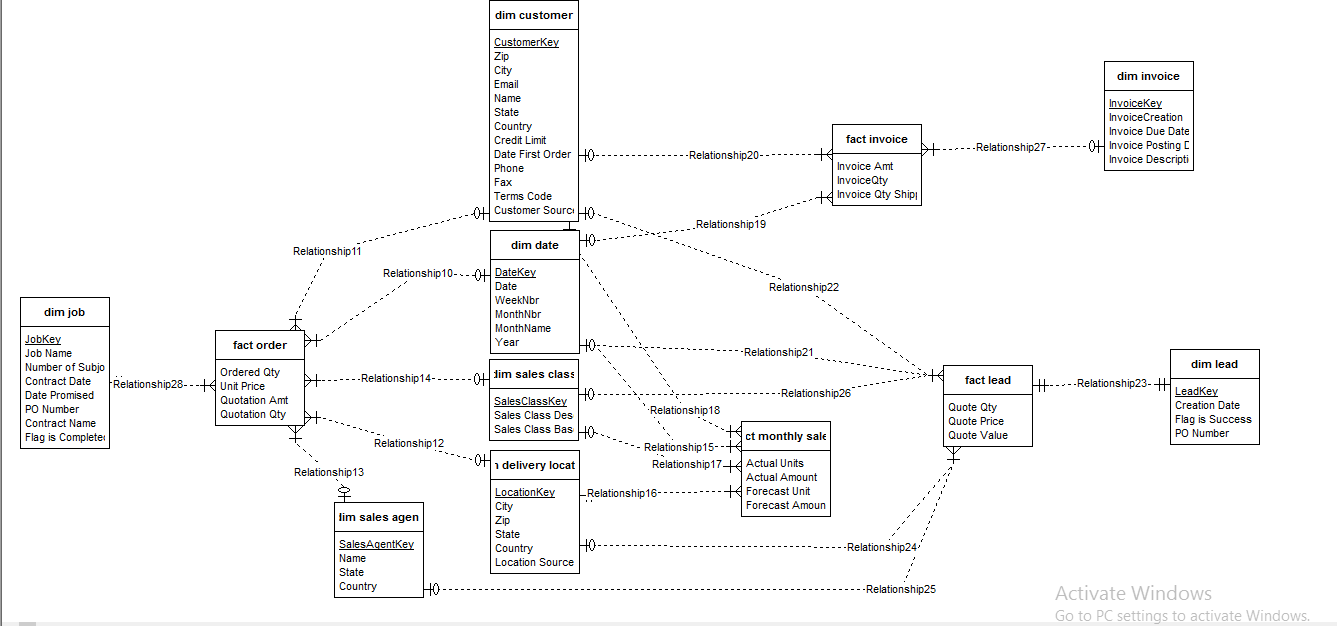 dim customer
CustomerKey
Zip
City
Email
Name
State
Country
Credit Limit
Date First Order
Phone
Fax
Terms Code
Customer Sourc
dim invoice
InvoiceKey
InvoiceCreation
Invoice Due Date
Invoice Posting D
Invoice Descripti
fact invoice
Invoice Amt
InvoiceQty
Invoice Qty Ship
Relationship20
Relationship27
Relationship19
Relationship11
Relationship10
Relationship22
dim date
DateKey
Date
WeekNbr
MonthNbr
MonthName
Year
dim job
JobKey
Job Name
Number of Subjo
Contract Date
Date Promised
PO Number
Contract Name
Flag is Complete
Relationship28
fact order
Ordered Qty
Unit Price
Quotation Amt
Quotation Qty
Relationship14
Relationship12
Relationship13
dim sales class
SalesClassKey
Sales Class Des
Sales Class Bas
Relationship21
Relationship26
Relationship18
Relationship15
Relationship17
Relationship16
fact lead
Quote Qty
Quote Price
Quote Value
Relationship23
dim lead
LeadKey
Creation Date
Flag is Success
PO Number
ct monthly sale
Actual Units
Actual Amount
Forecast Unit
Forecast Amoun
n delivery locat
LocationKey
City
Zip
State
Country
Location Source
lim sales agen
SalesAgentKey
Name
State
Country
Relationship24
Relationship25
Activate Windows
Go to PC settings to activate Windows.